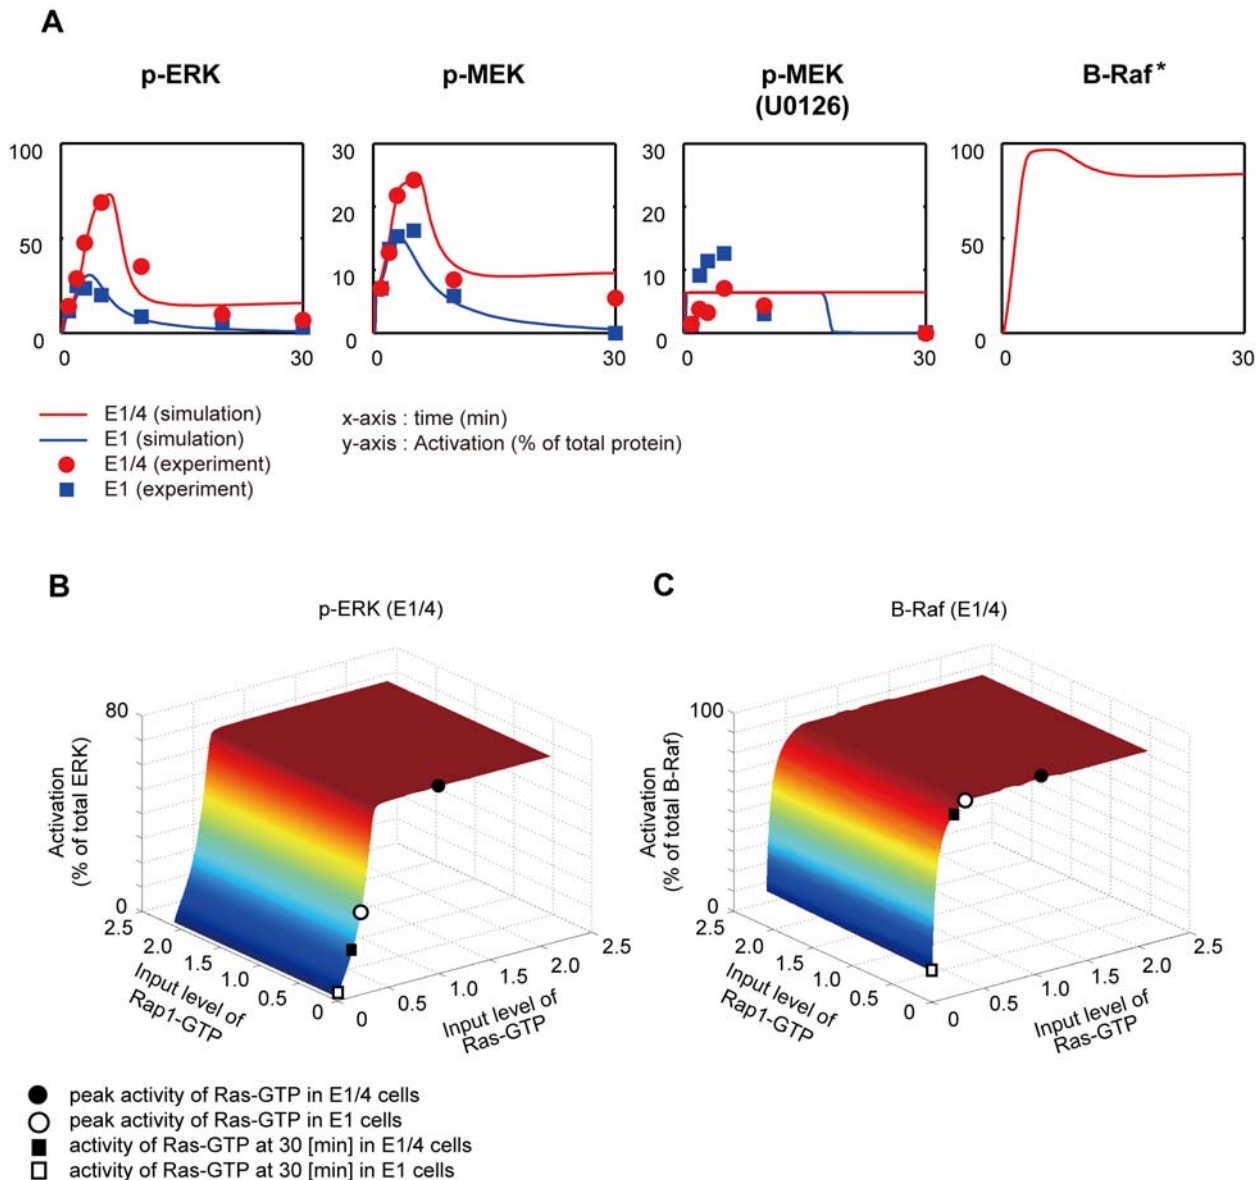 A
p-ERK
p-MEK
p-MEK
(U0126)
B-Raf*
100
50
0
0
30
30
20
10
0
0
30
30
20
10
0
0
30
100
50
0
0
30
E1/4 (simulation)
E1 (simulation)
E1/4 (experiment)
E1 (experiment)
x-axis : time (min)
y-axis : Activation (% of total protein)
B
p-ERK (E1/4)
80
0
Activation
(% of total ERK)
2.5
2.0
1.5
1.0
0.5
0
Input level of
Rap1-GTP
0
0.5
1.0
1.5
2.0
2.5
Input level of
Ras-GTP
C
B-Raf (E1/4)
100
0
Activation
(% of total B-Raf)
2.5
2.0
1.5
1.0
0.5
0
Input level of
Rap1-GTP
0
0.5
1.0
1.5
2.0
2.5
Input level of
Ras-GTP
peak activity of Ras-GTP in E1/4 cells
peak activity of Ras-GTP in E1 cells
activity of Ras-GTP at 30 [min] in E1/4 cells
activity of Ras-GTP at 30 [min] in E1 cells